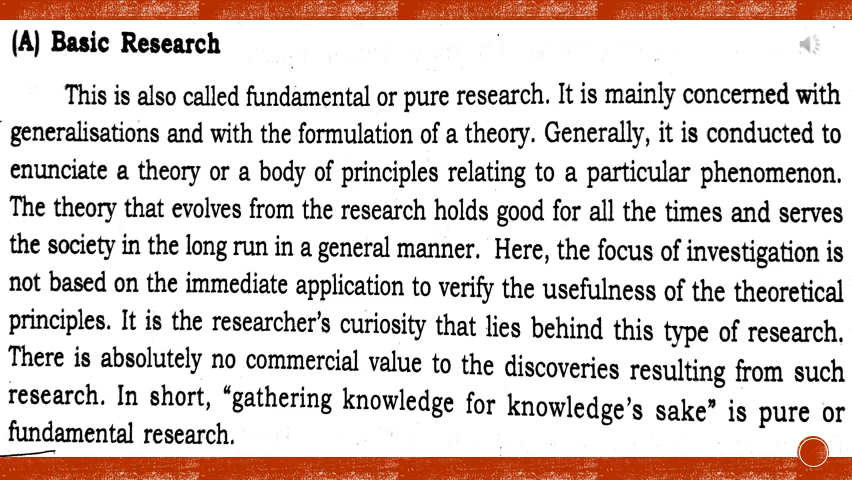 (A) Basic Research
This is also called fundamental or pure research. It is mainly concerned with
generalisations and with the formulation of a theory. Generally, it is conducted to
enunciate a theory or a body of principles relating to a particular phenomenon.
The theory that evolves from the research holds good for all the times and serves
the society in the long run in a general manner. Here, the focus of investigation is
not based on the immediate application to verify the usefulness of the theoretical
principles. It is the researcher's curiosity that lies behind this type of research.
There is absolutely no commercial value to the discoveries resulting from such
research. In short, "gathering knowledge for knowledge's sake" is pure or
fundamental research.